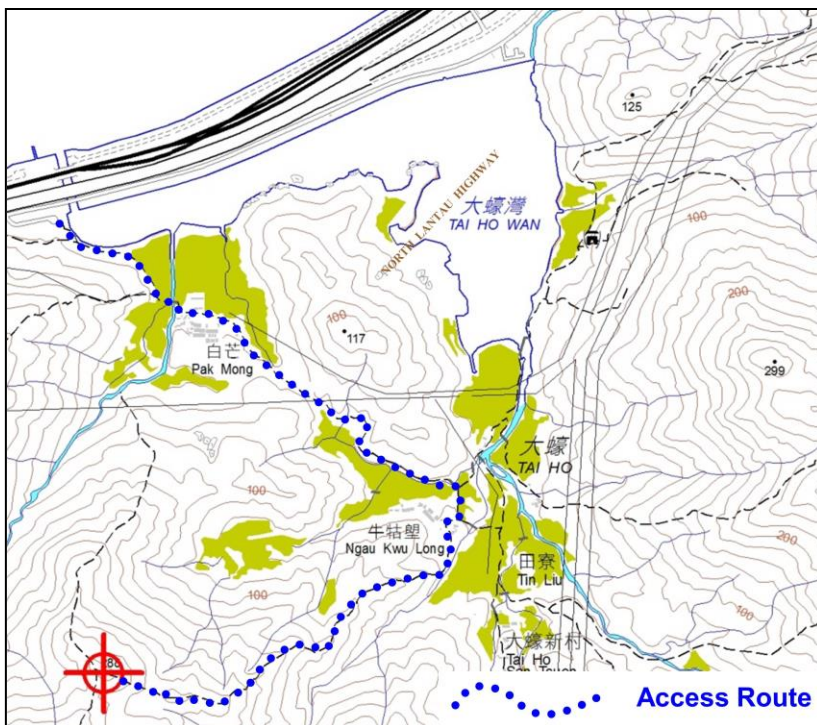 125
大蠔灣
TAI HO WAN
NORTH LANTAU HIGHWAY
100
200
100
117
299
白芒
Pak Mong
大蠔
TAI HO
100
牛牯塱
Ngau Kwu Long
200
田寮
Tin Liu
100
100
大蠔新村
Tai Ho
Access Route